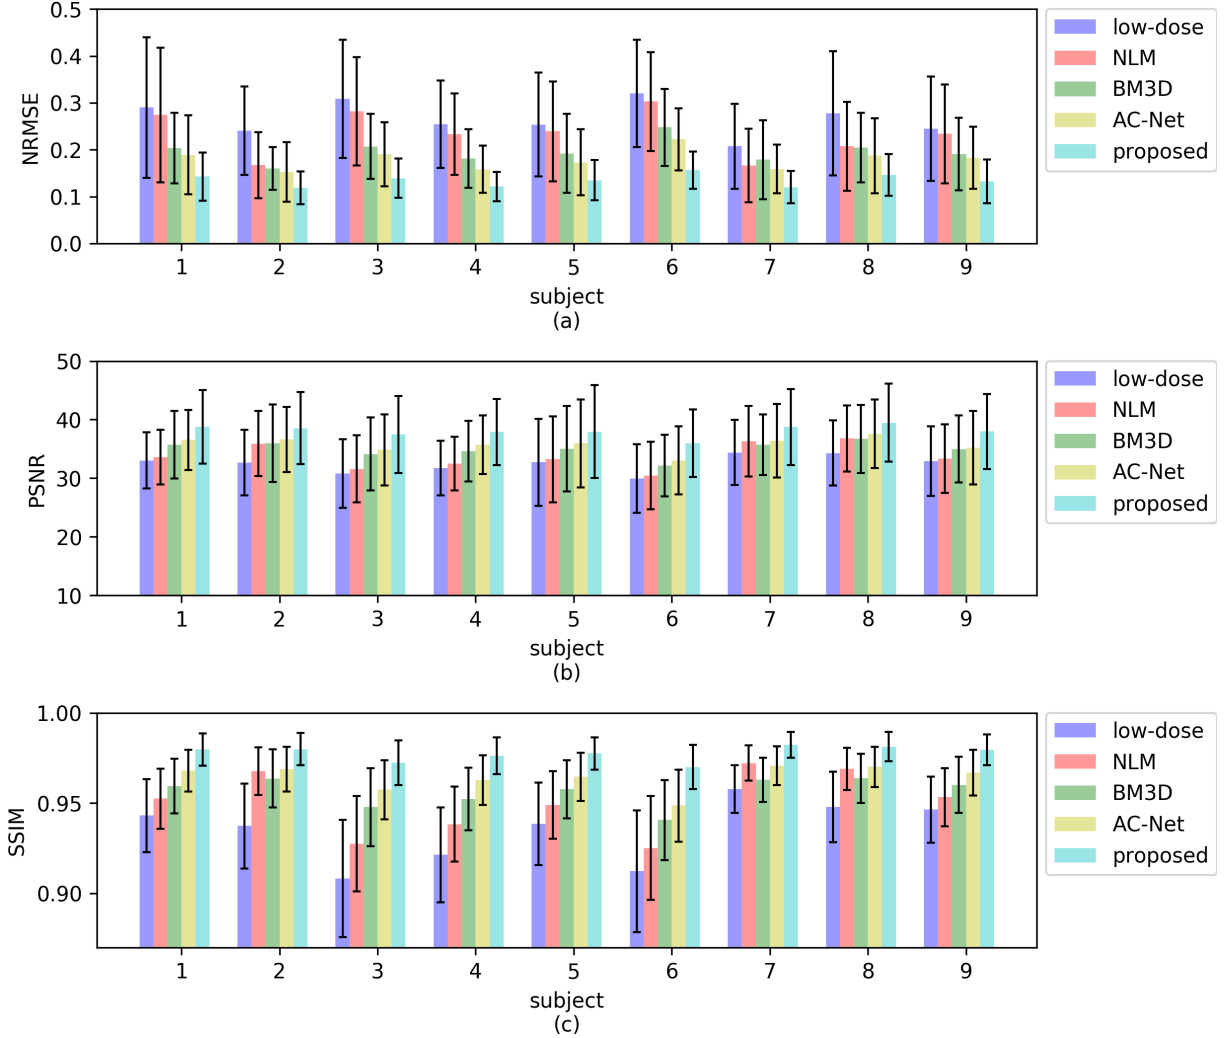 NRMSE
0.5
0.4
0.3
0.2
0.1
0.0
1 2 3 4 5 6 7 8 9
subject
(a)
low-dose
NLM
BM3D
AC-Net
proposed
PSNR
50
40
30
20
10
1 2 3 4 5 6 7 8 9
subject
(b)
low-dose
NLM
BM3D
AC-Net
proposed
SSIM
1.00
0.95
0.90
1 2 3 4 5 6 7 8 9
subject
(c)
low-dose
NLM
BM3D
AC-Net
proposed